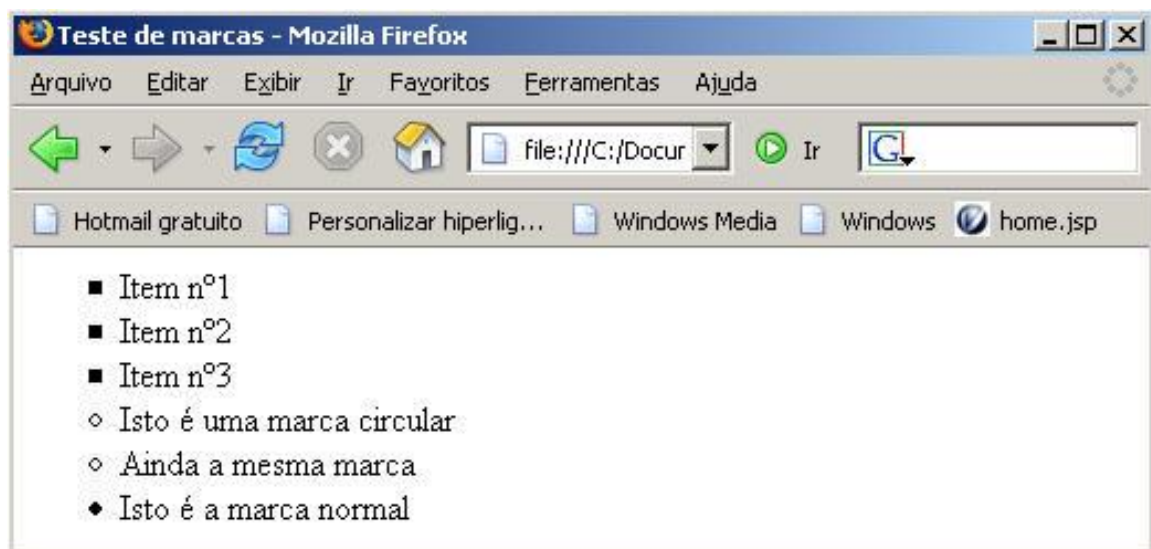 Teste de marcas - Mozilla Firefox
Arquivo Editar Exibir Ir Favoritos Ferramentas Ajuda
file:///C:/Docur Ir G
Hotmail gratuito Personalizar hiperlig... Windows Media Windows home.jsp
Item nº1
Item nº2
Item nº3
Isto é uma marca circular
Ainda a mesma marca
Isto é a marca normal